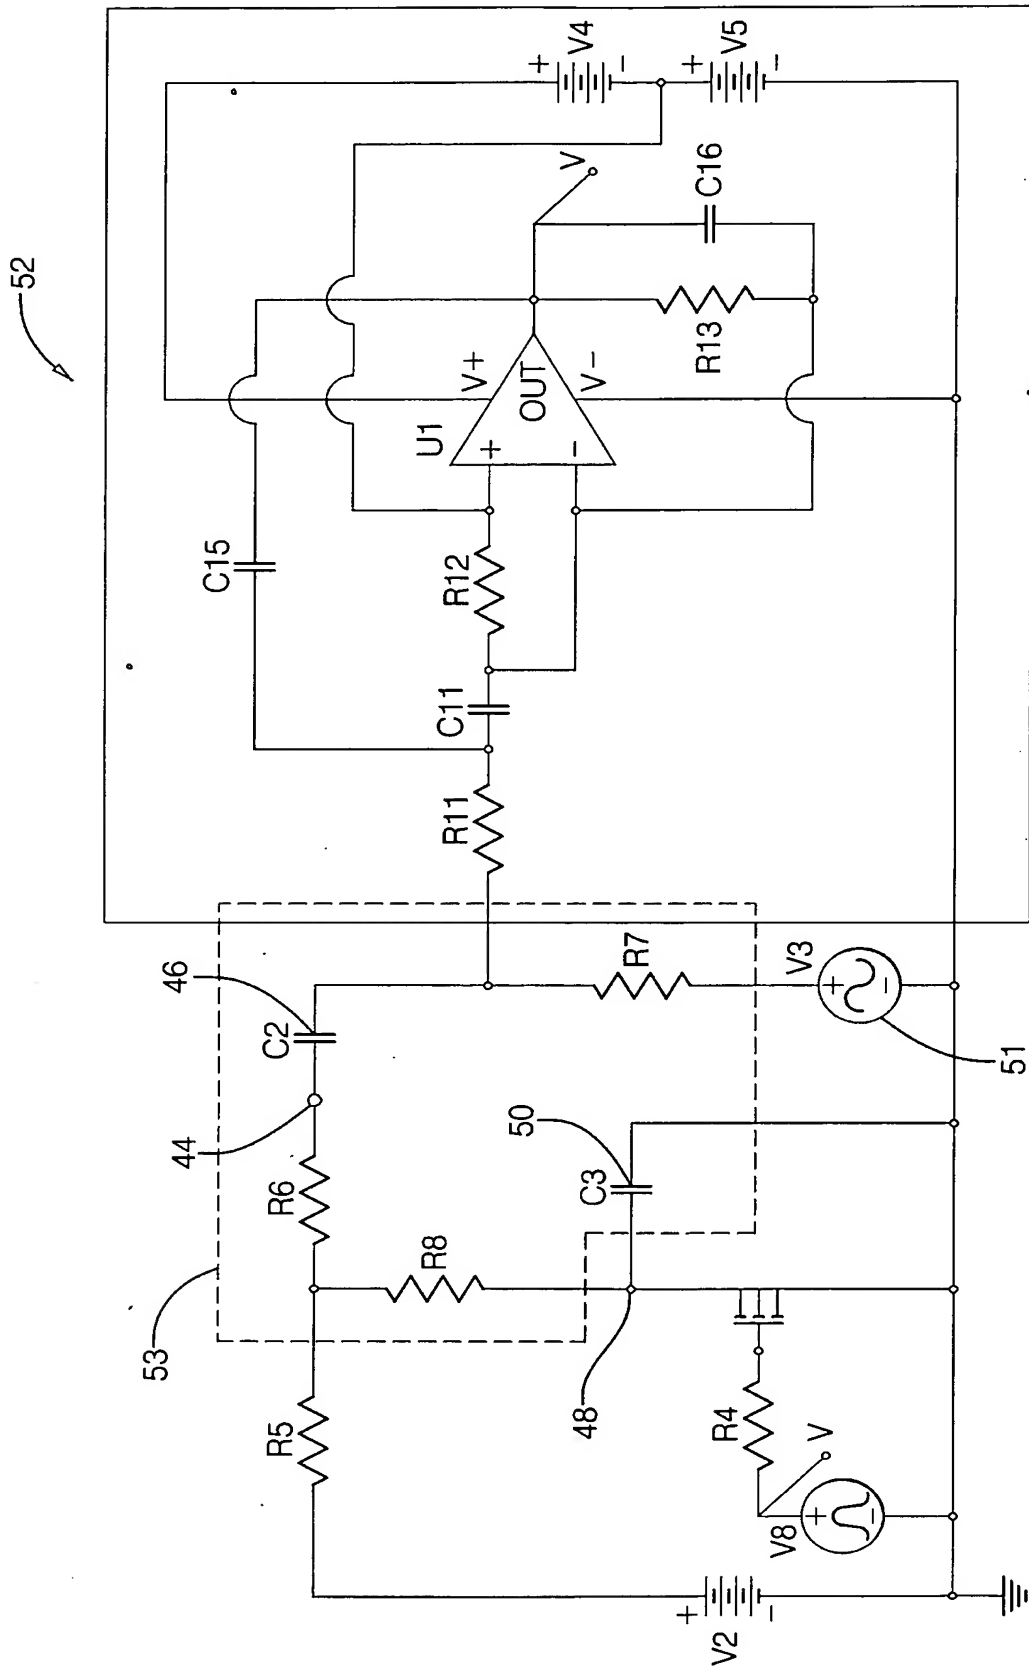 52
V4
+
-
V5
+
-
V
C16
C15
U1
V+
OUT
V-
+
-
R13
R12
C11
R11
46
C2
44
R6
53
R5
R8
50
C3
R7
V3
+
-
51
48
R4
V
V8
+
-
V2
+
-